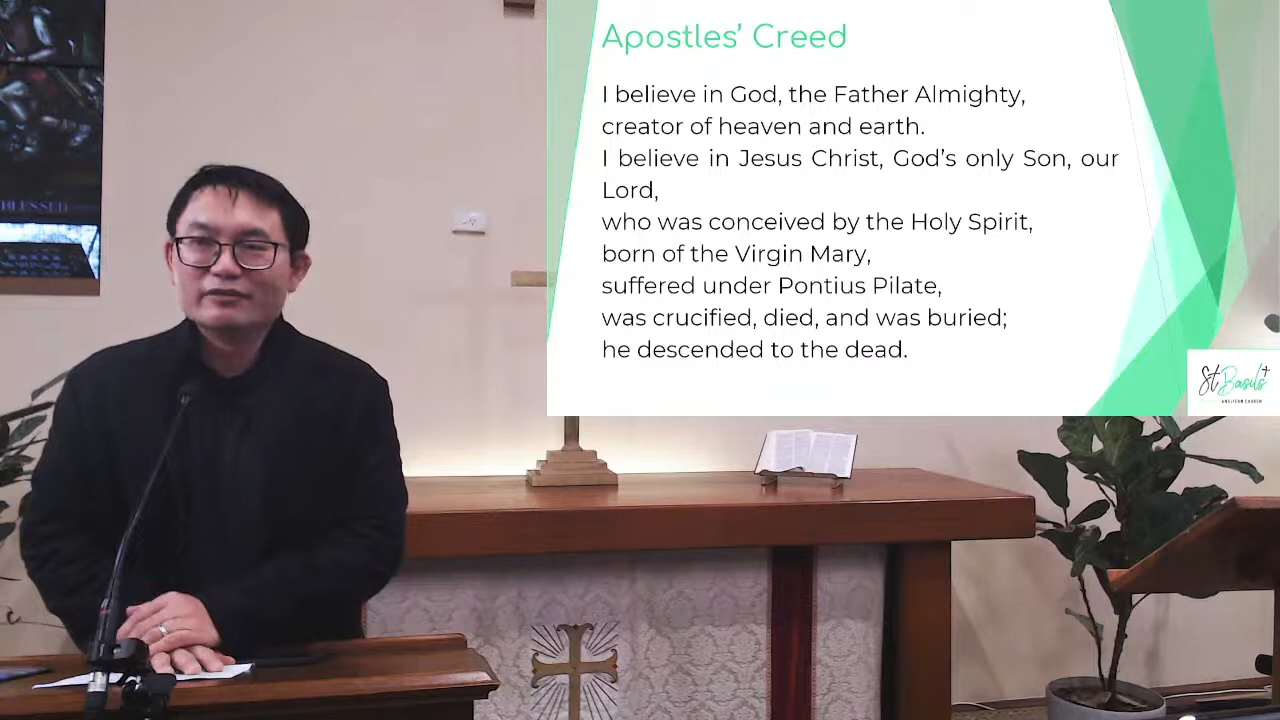 BLESSED
Apostles’ Creed
I believe in God, the Father Almighty,
creator of heaven and earth.
I believe in Jesus Christ, God’s only Son, our
Lord,
who was conceived by the Holy Spirit,
born of the Virgin Mary,
suffered under Pontius Pilate,
was crucified, died, and was buried;
he descended to the dead.
St Basils
ANGLICAN CHURCH